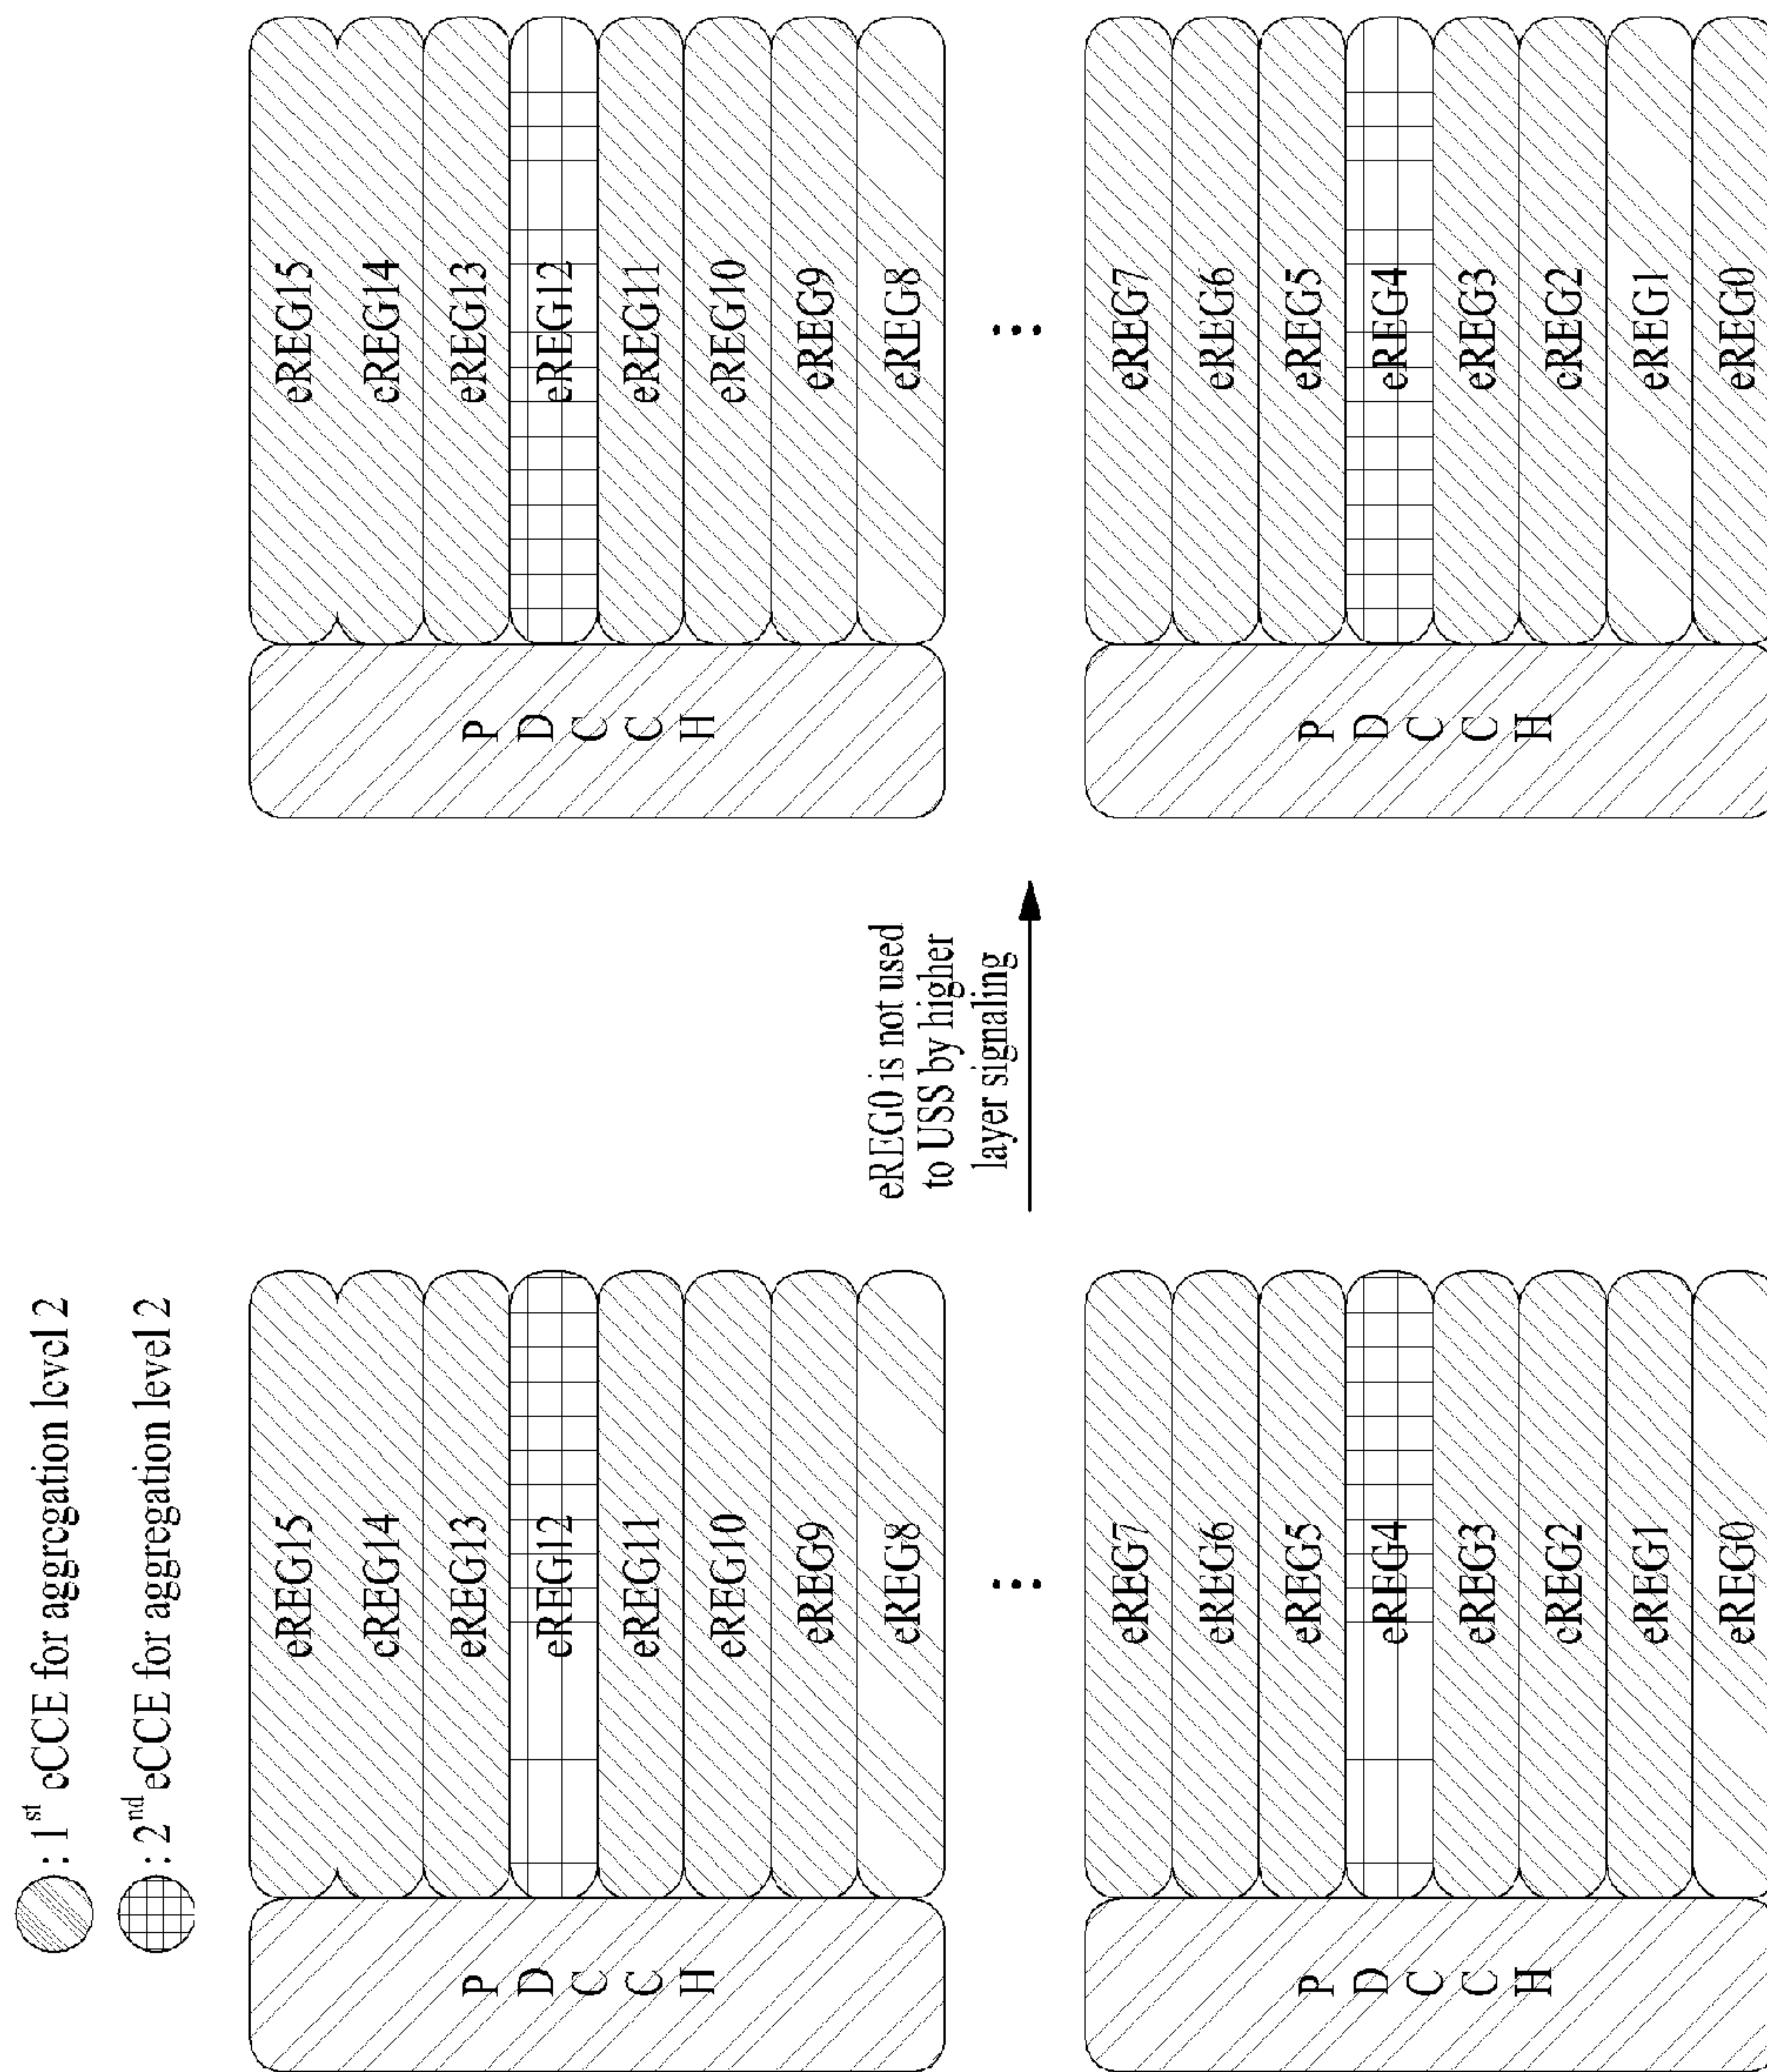 : 1st eCCE for aggregation level 2
: 2nd eCCE for aggregation level 2
PDCCH
eREG15
eREG14
eREG13
eREG12
eREG11
eREG10
eREG9
eREG8
...
PDCCH
eREG7
eREG6
eREG5
eREG4
eREG3
eREG2
eREG1
eREG0
eREG0 is not used
to USS by higher
layer signaling
PDCCH
eREG15
eREG14
eREG13
eREG12
eREG11
eREG10
eREG9
eREG8
...
PDCCH
eREG7
eREG6
eREG5
eREG4
eREG3
eREG2
eREG1
eREG0